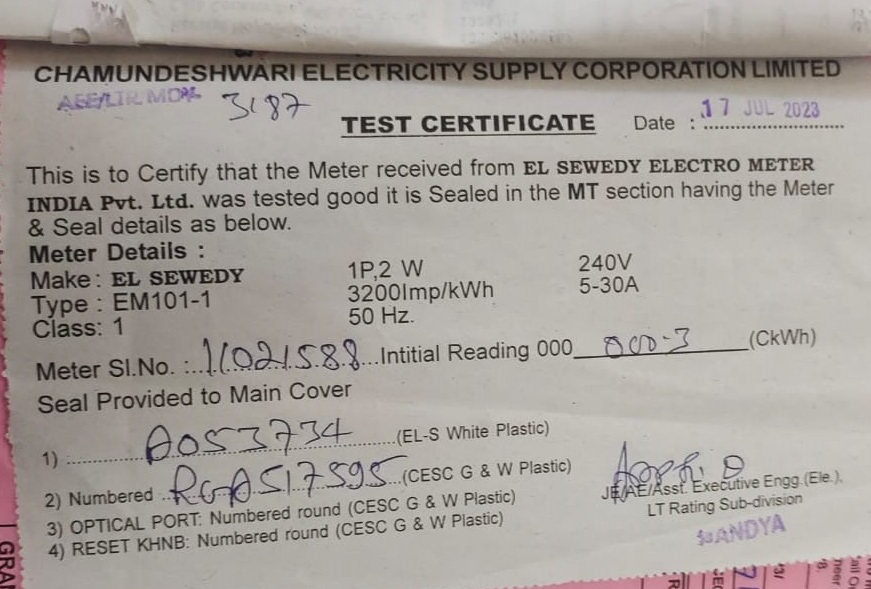 CHAMUNDESHWARI ELECTRICITY SUPPLY CORPORATION LIMITED
3187
TEST CERTIFICATE Date : 17 JUL 2023
This is to Certify that the Meter received from EL SEWEDY ELECTRO METER
INDIA Pvt. Ltd. was tested good it is Sealed in the MT section having the Meter
& Seal details as below.
Meter Details :
Make : EL SEWEDY 1P,2 W 240V
Type : EM101-1 3200Imp/kWh 5-30A
Class: 1 50 Hz.
Meter Sl.No. : 11021588 Intitial Reading 000 000-3 (CkWh)
Seal Provided to Main Cover
1) A053734 (EL-S White Plastic)
2) Numbered RGA517595 (CESC G & W Plastic)
3) OPTICAL PORT: Numbered round (CESC G & W Plastic)
4) RESET KHNB: Numbered round (CESC G & W Plastic)
JE/AE/Asst. Executive Engg.(Ele.),
LT Rating Sub-division
MANDYA
GRA